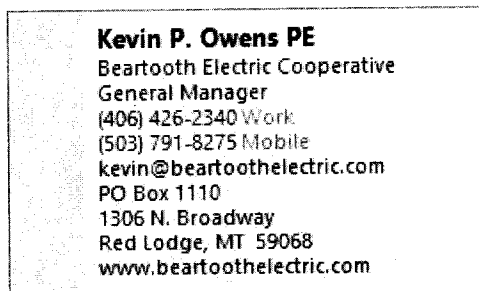 Kevin P. Owens PE
Beartooth Electric Cooperative
General Manager
(406) 426-2340 Work
(503) 791-8275 Mobile
kevin@beartoothelectric.com
PO Box 1110
1306 N. Broadway
Red Lodge, MT 59068
www.beartoothelectric.com